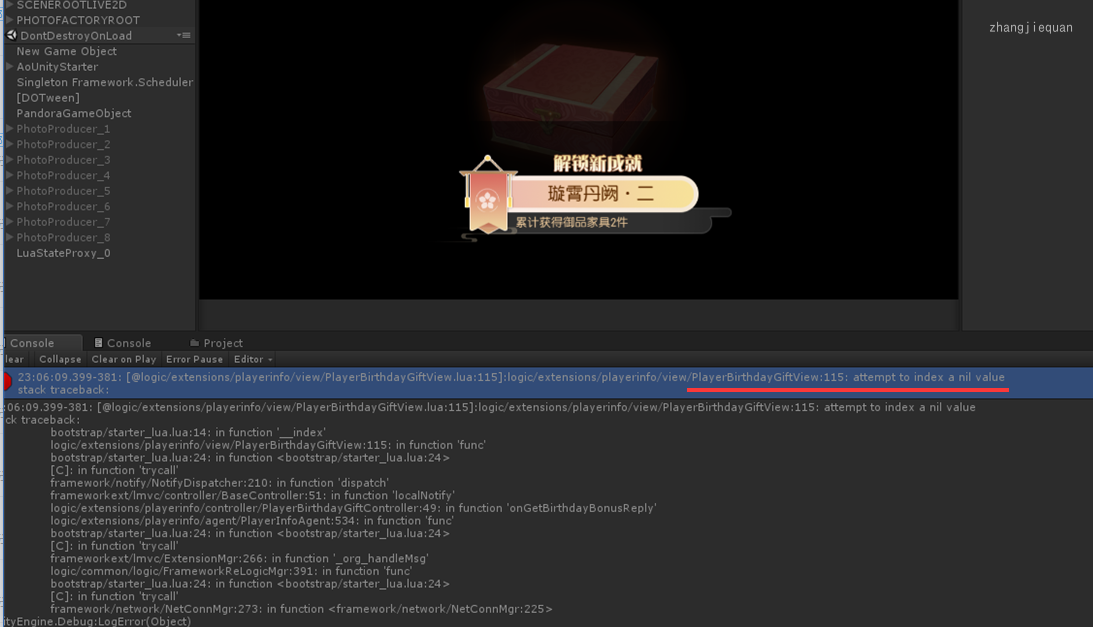 SCENEROOTLIVE2D
PHOTOFACTORYROOT
DontDestroyOnLoad
New Game Object
AoUnityStarter
Singleton Framework.Scheduler
[DOTween]
PandoraGameObject
PhotoProducer_1
PhotoProducer_2
PhotoProducer_3
PhotoProducer_4
PhotoProducer_5
PhotoProducer_6
PhotoProducer_7
PhotoProducer_8
LuaStateProxy_0
解锁新成就
璇霄丹阙·二
累计获得御品家具2件
zhangjiequan
Console
Console
Project
lear
Collapse
Clear on Play
Error Pause
Editor
23:06:09.399-381: [@logic/extensions/playerinfo/view/PlayerBirthdayGiftView.lua:115]:logic/extensions/playerinfo/view/PlayerBirthdayGiftView:115: attempt to index a nil value
stack traceback:
:06:09.399-381: [@logic/extensions/playerinfo/view/PlayerBirthdayGiftView.lua:115]:logic/extensions/playerinfo/view/PlayerBirthdayGiftView:115: attempt to index a nil value
ck traceback:
bootstrap/starter_lua.lua:14: in function '__index'
logic/extensions/playerinfo/view/PlayerBirthdayGiftView:115: in function 'func'
bootstrap/starter_lua.lua:24: in function <bootstrap/starter_lua.lua:24>
[C]: in function 'trycall'
framework/notify/NotifyDispatcher:210: in function 'dispatch'
frameworkext/lmvc/controller/BaseController:51: in function 'localNotify'
logic/extensions/playerinfo/controller/PlayerBirthdayGiftController:49: in function 'onGetBirthdayBonusReply'
logic/extensions/playerinfo/agent/PlayerInfoAgent:534: in function 'func'
bootstrap/starter_lua.lua:24: in function <bootstrap/starter_lua.lua:24>
[C]: in function 'trycall'
frameworkext/lmvc/ExtensionMgr:266: in function '_org_handleMsg'
logic/common/logic/FrameworkReLogicMgr:391: in function 'func'
bootstrap/starter_lua.lua:24: in function <bootstrap/starter_lua.lua:24>
[C]: in function 'trycall'
framework/network/NetConnMgr:273: in function <framework/network/NetConnMgr:225>
ityEngine.Debug:LogError(Object)